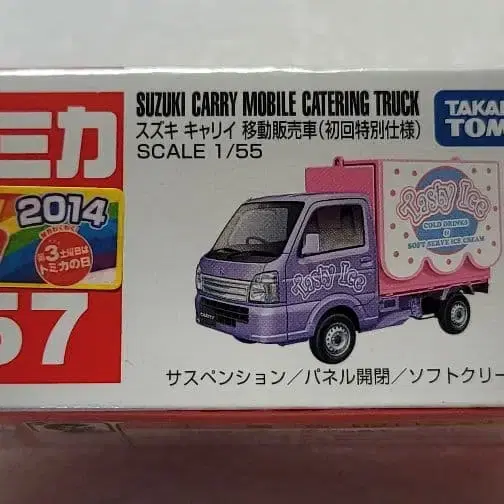 SUZUKI CARRY MOBILE CATERING TRUCK
スズキ キャリイ 移動販売車(初回特別仕様)
SCALE 1/55
TAKARA
TOM
ミカ
2014
第3土曜日は
トミカの日
57
Tasty Ice
COLD DRINKS
&
SOFT SERVE ICE CREAM
Tasty Ice
サスペンション/パネル開閉/ソフトクリー